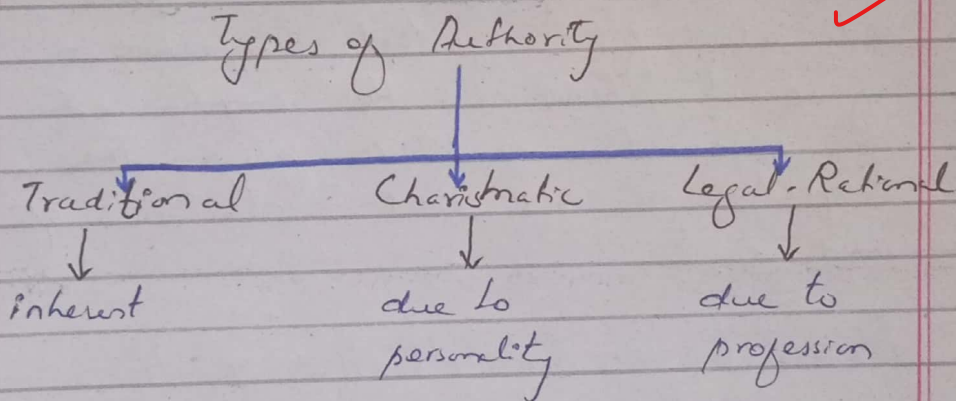 Types of Authority
Traditional Charismatic Legal-Rational
inherent due to due to
personality profession